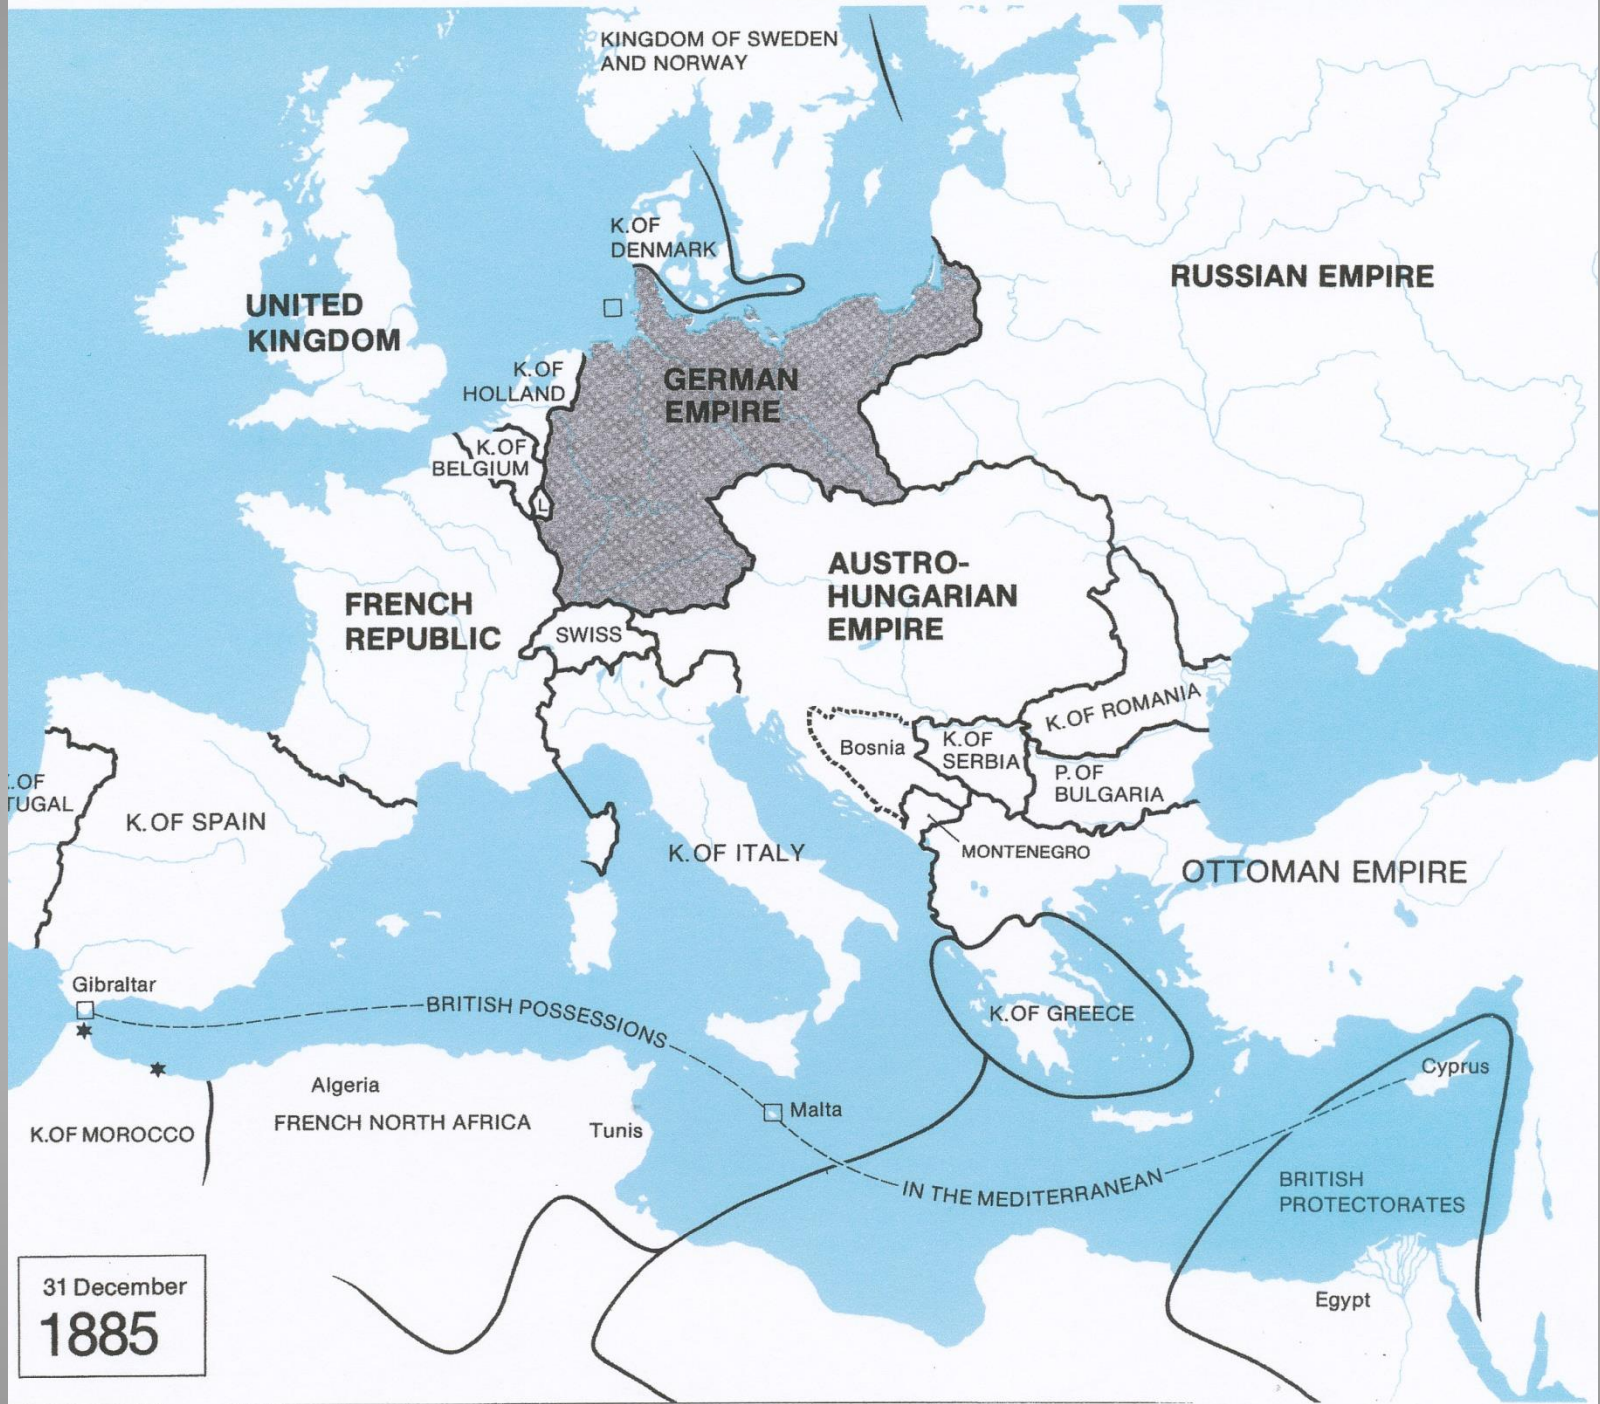 KINGDOM OF SWEDEN
AND NORWAY
K.OF
DENMARK
RUSSIAN EMPIRE
UNITED
KINGDOM
K.OF
HOLLAND
GERMAN
EMPIRE
K.OF
BELGIUM
L
AUSTRO-
HUNGARIAN
EMPIRE
FRENCH
REPUBLIC
SWISS
K.OF ROMANIA
Bosnia
K.OF
SERBIA
P.OF
BULGARIA
.OF
TUGAL
K.OF SPAIN
K.OF ITALY
MONTENEGRO
OTTOMAN EMPIRE
Gibraltar
BRITISH POSSESSIONS
K.OF GREECE
Cyprus
Algeria
FRENCH NORTH AFRICA
Tunis
Malta
K.OF MOROCCO
IN THE MEDITERRANEAN
BRITISH
PROTECTORATES
Egypt
31 December
1885